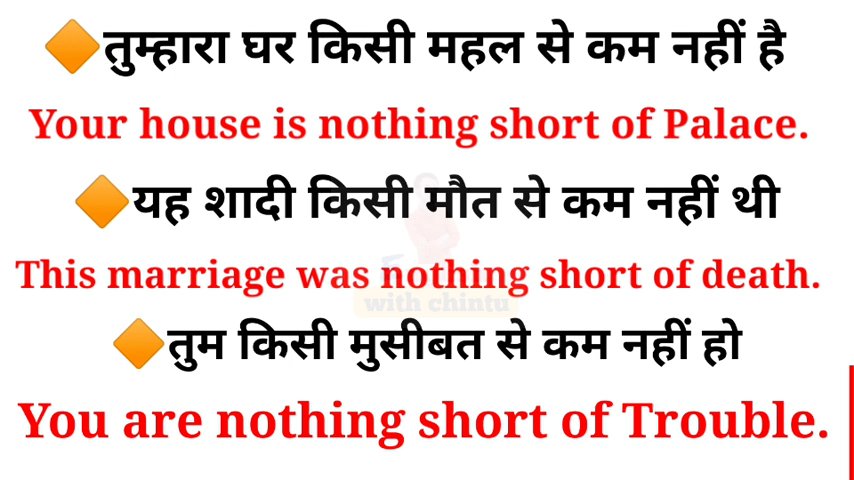 तुम्हारा घर किसी महल से कम नहीं है
Your house is nothing short of Palace.
यह शादी किसी मौत से कम नहीं थी
This marriage was nothing short of death.
with chintu
तुम किसी मुसीबत से कम नहीं हो
You are nothing short of Trouble.